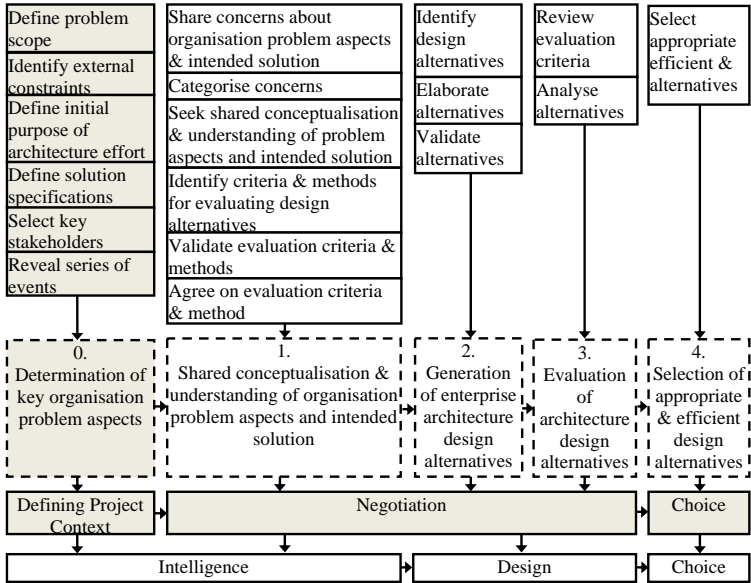 Define problem
scope
Identify external
constraints
Define initial
purpose of
architecture effort
Define solution
specifications
Select key
stakeholders
Reveal series of
events
Share concerns about
organisation problem aspects
& intended solution
Categorise concerns
Seek shared conceptualisation
& understanding of problem
aspects and intended solution
Identify criteria & methods
for evaluating design
alternatives
Validate evaluation criteria &
methods
Agree on evaluation criteria
& method
Identify
design
alternatives
Elaborate
alternatives
Validate
alternatives
Review
evaluation
criteria
Analyse
alternatives
Select
appropriate
efficient &
alternatives
0.
Determination of
key organisation
problem aspects
1.
Shared conceptualisation &
understanding of organisation
problem aspects and intended
solution
2.
Generation
of enterprise
architecture
design
alternatives
3.
Evaluation
of
architecture
design
alternatives
4.
Selection of
appropriate
& efficient
design
alternatives
Defining Project
Context
Negotiation
Choice
Intelligence
Design
Choice